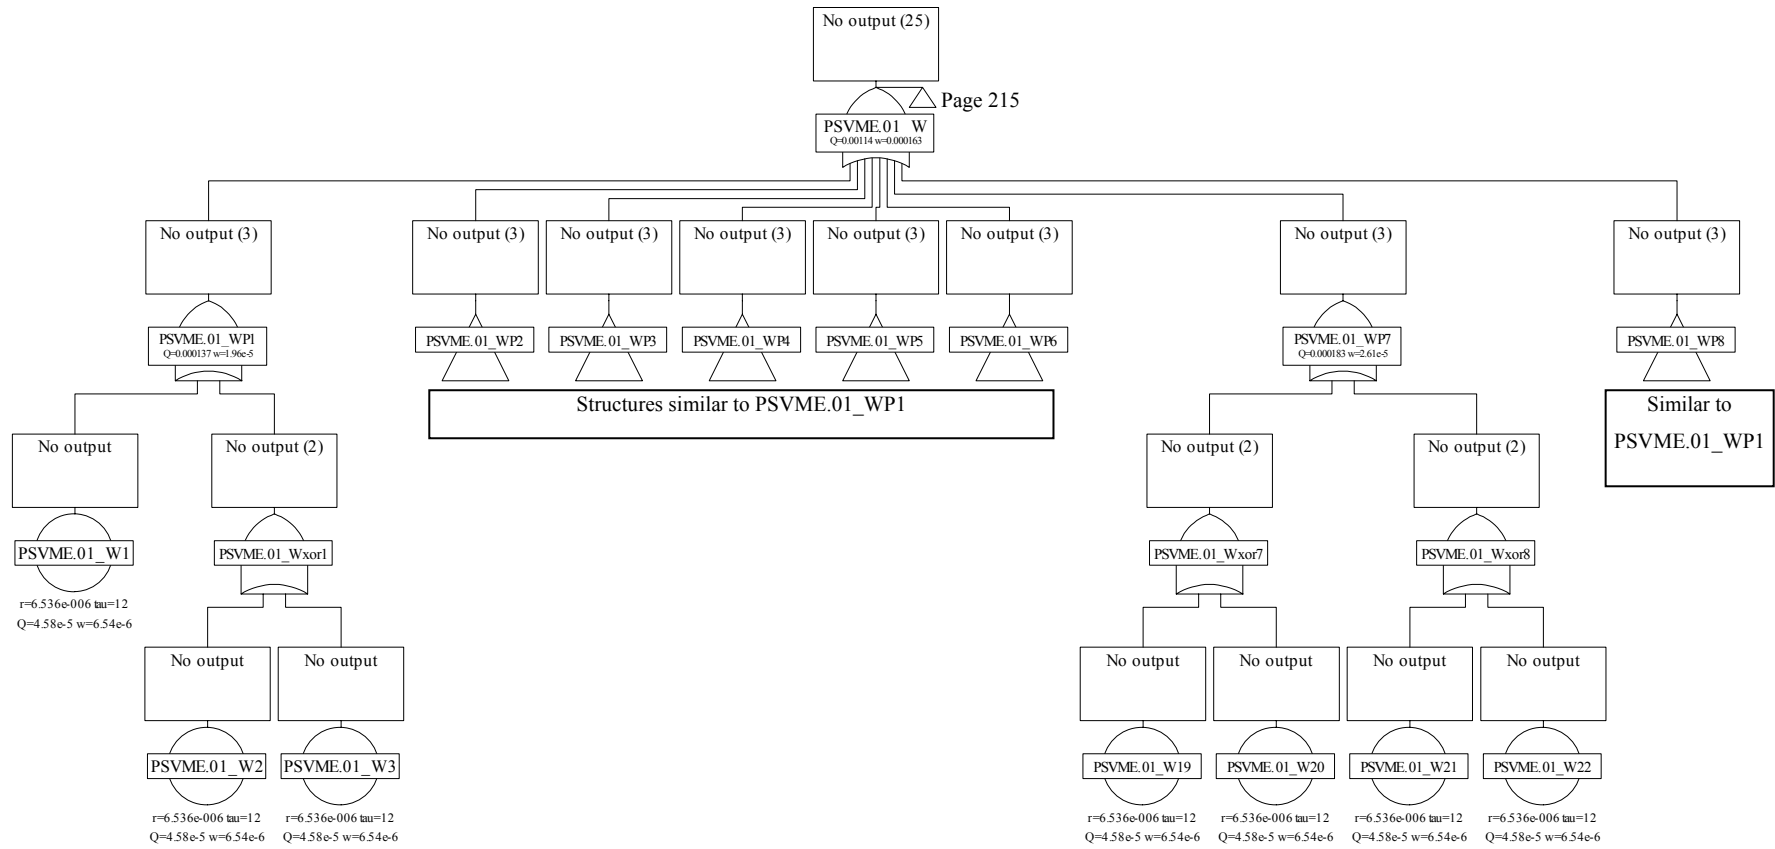 No output (25)
Page 215
PSVME.01_W
Q=0.00114 w=0.000163
No output (3)
No output (3)
No output (3)
No output (3)
No output (3)
No output (3)
No output (3)
No output (3)
PSVME.01_WP1
Q=0.000137 w=1.96e-5
PSVME.01_WP2
PSVME.01_WP3
PSVME.01_WP4
PSVME.01_WP5
PSVME.01_WP6
PSVME.01_WP7
Q=0.000183 w=2.61e-5
PSVME.01_WP8
Structures similar to PSVME.01_WP1
Similar to
PSVME.01_WP1
No output
No output (2)
No output (2)
No output (2)
PSVME.01_W1
r=6.536e-006 tau=12
Q=4.58e-5 w=6.54e-6
PSVME.01_Wxor1
PSVME.01_Wxor7
PSVME.01_Wxor8
No output
No output
No output
No output
No output
No output
PSVME.01_W2
r=6.536e-006 tau=12
Q=4.58e-5 w=6.54e-6
PSVME.01_W3
r=6.536e-006 tau=12
Q=4.58e-5 w=6.54e-6
PSVME.01_W19
r=6.536e-006 tau=12
Q=4.58e-5 w=6.54e-6
PSVME.01_W20
r=6.536e-006 tau=12
Q=4.58e-5 w=6.54e-6
PSVME.01_W21
r=6.536e-006 tau=12
Q=4.58e-5 w=6.54e-6
PSVME.01_W22
r=6.536e-006 tau=12
Q=4.58e-5 w=6.54e-6